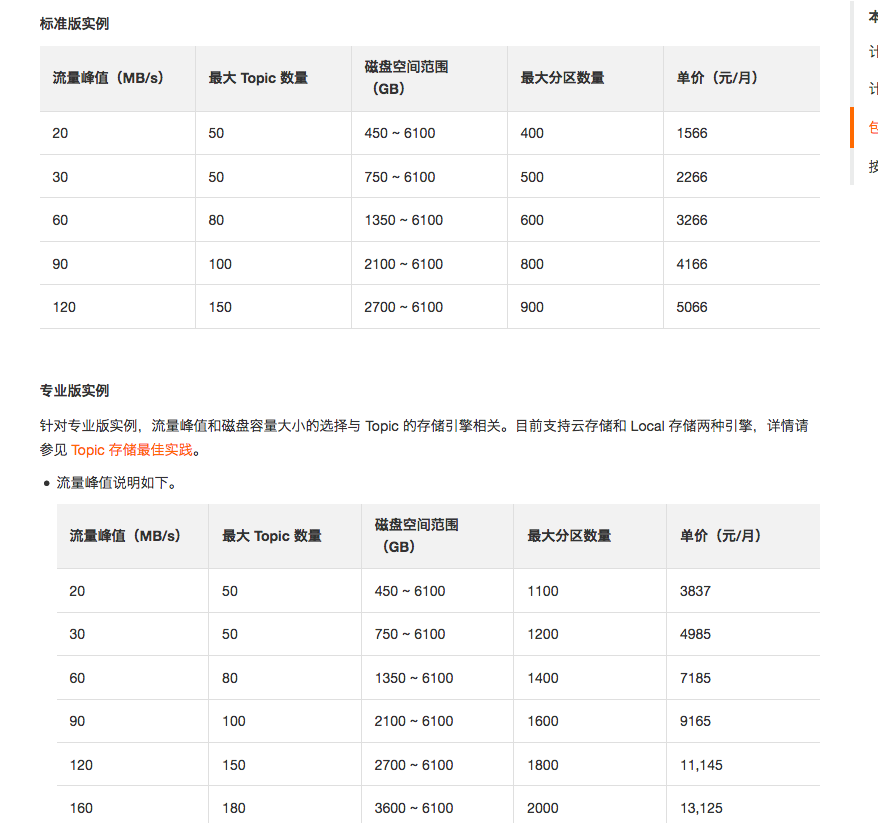 标准版实例
流量峰值（MB/s） 最大 Topic 数量 磁盘空间范围（GB） 最大分区数量 单价（元/月）
20 50 450 ~ 6100 400 1566
30 50 750 ~ 6100 500 2266
60 80 1350 ~ 6100 600 3266
90 100 2100 ~ 6100 800 4166
120 150 2700 ~ 6100 900 5066
专业版实例
针对专业版实例，流量峰值和磁盘容量大小的选择与 Topic 的存储引擎相关。目前支持云存储和 Local 存储两种引擎，详情请
参见 Topic 存储最佳实践。
• 流量峰值说明如下。
流量峰值（MB/s） 最大 Topic 数量 磁盘空间范围（GB） 最大分区数量 单价（元/月）
20 50 450 ~ 6100 1100 3837
30 50 750 ~ 6100 1200 4985
60 80 1350 ~ 6100 1400 7185
90 100 2100 ~ 6100 1600 9165
120 150 2700 ~ 6100 1800 11,145
160 180 3600 ~ 6100 2000 13,125